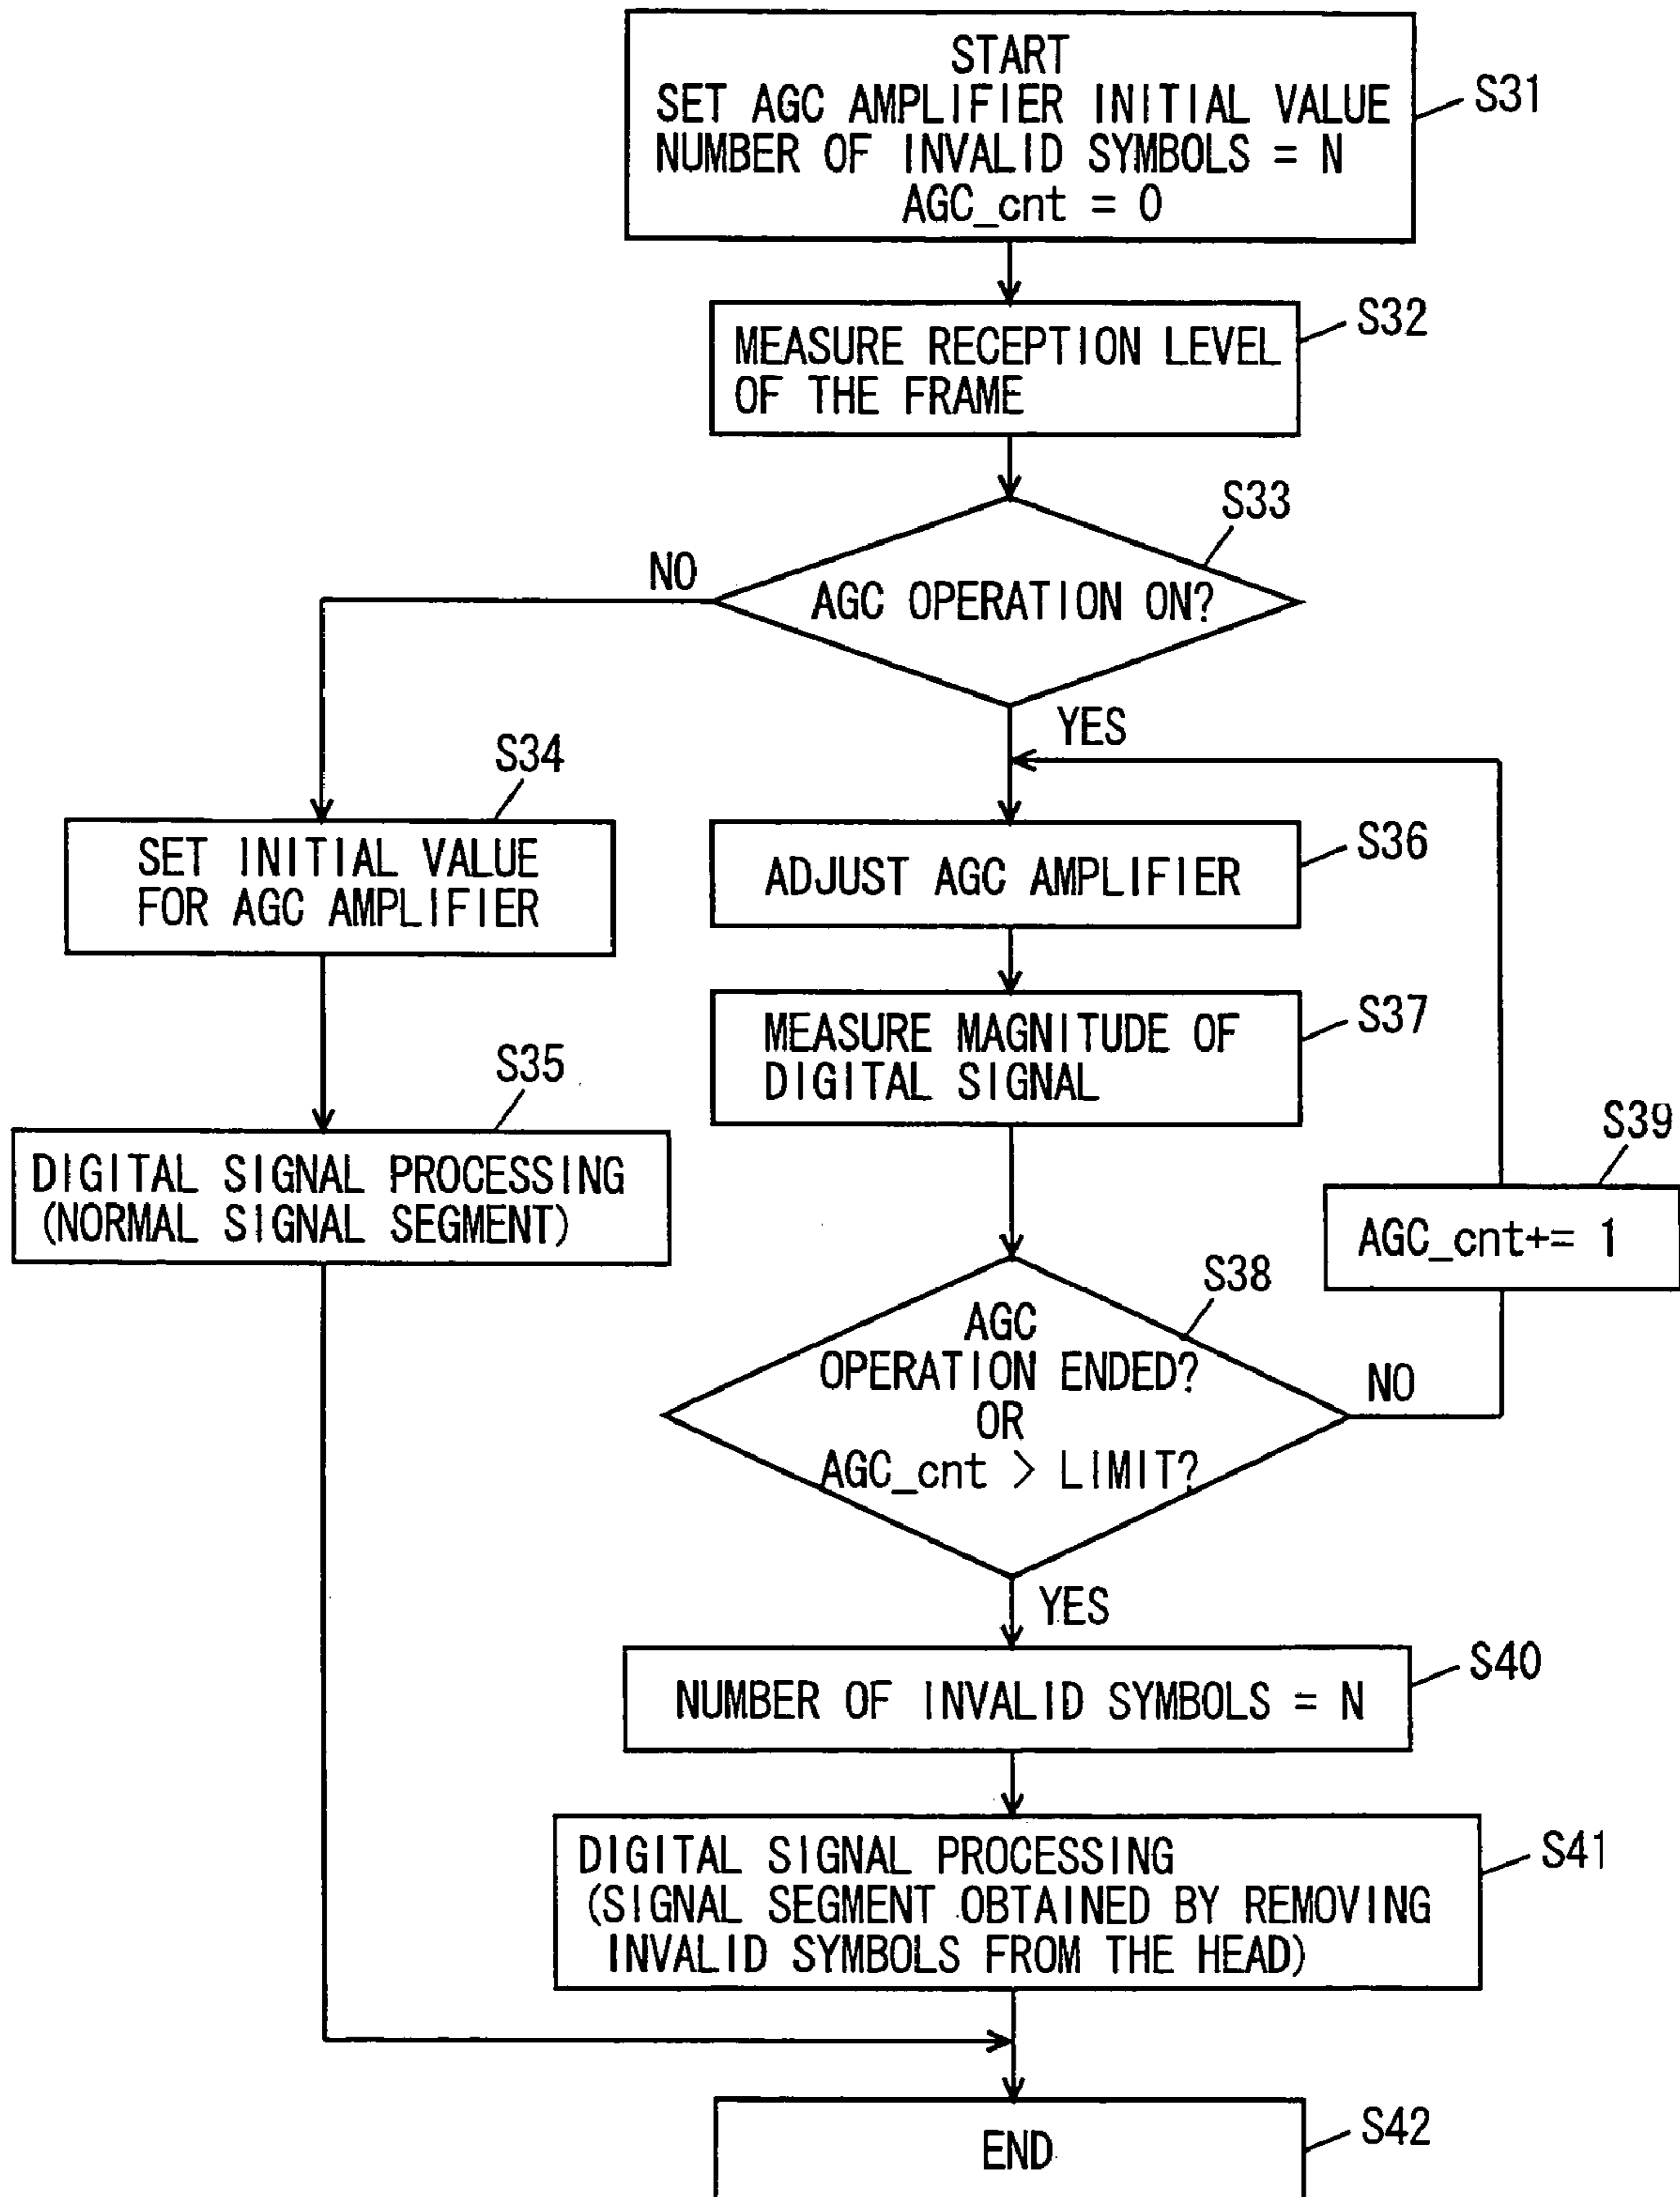 START
SET AGC AMPLIFIER INITIAL VALUE
NUMBER OF INVALID SYMBOLS = N
AGC_cnt = 0
S31
MEASURE RECEPTION LEVEL
OF THE FRAME
S32
AGC OPERATION ON?
S33
NO
YES
SET INITIAL VALUE
FOR AGC AMPLIFIER
S34
DIGITAL SIGNAL PROCESSING
(NORMAL SIGNAL SEGMENT)
S35
ADJUST AGC AMPLIFIER
S36
MEASURE MAGNITUDE OF
DIGITAL SIGNAL
S37
AGC
OPERATION ENDED?
OR
AGC_cnt > LIMIT?
S38
NO
AGC_cnt+= 1
S39
YES
NUMBER OF INVALID SYMBOLS = N
S40
DIGITAL SIGNAL PROCESSING
(SIGNAL SEGMENT OBTAINED BY REMOVING
INVALID SYMBOLS FROM THE HEAD)
S41
END
S42